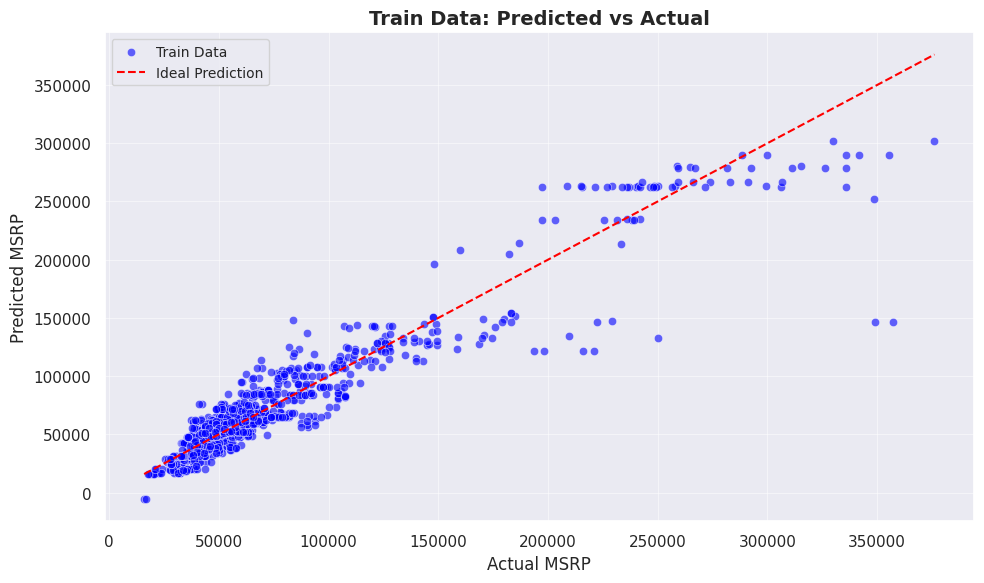 Train Data: Predicted vs Actual
Train Data
Ideal Prediction
Predicted MSRP
350000
300000
250000
200000
150000
100000
50000
0
0 50000 100000 150000 200000 250000 300000 350000
Actual MSRP